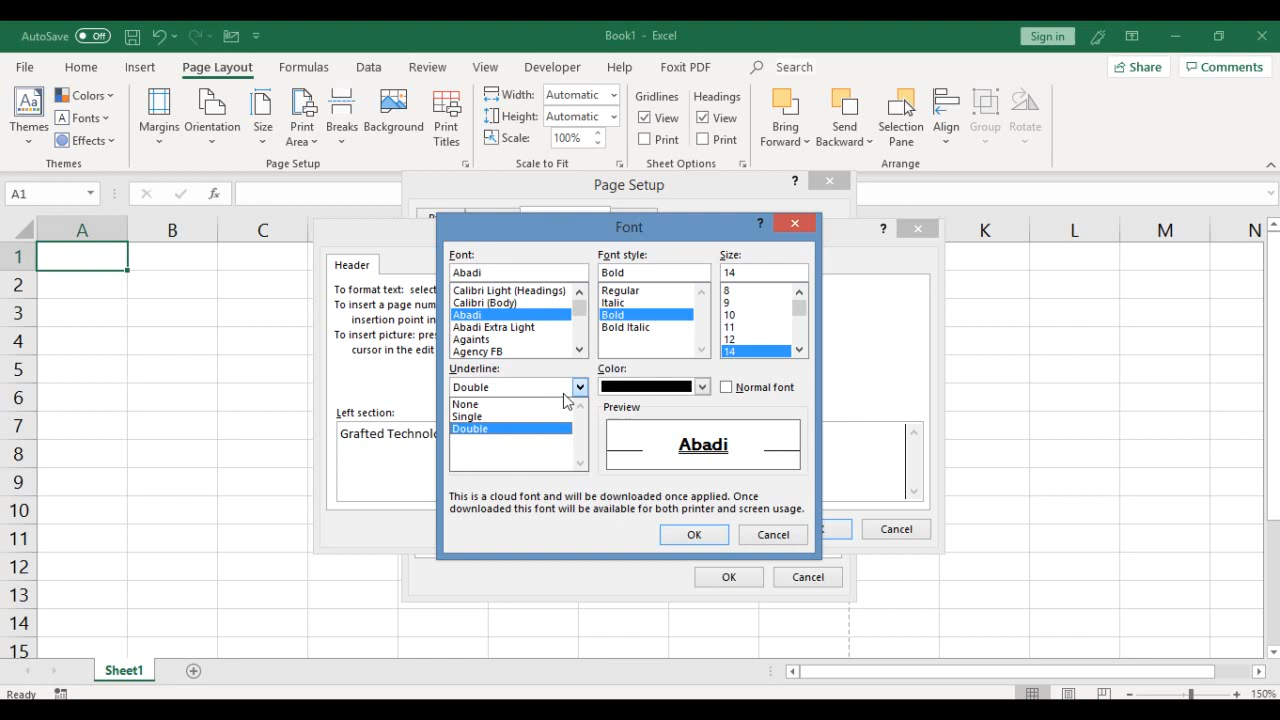 AutoSave Off Book1 - Excel Sign in
File Home Insert Page Layout Formulas Data Review View Developer Help Foxit PDF Search Share Comments
Themes Colors Fonts Effects
Margins Orientation Size Print Area Breaks Background Print Titles
Width: Automatic
Height: Automatic
Scale: 100%
Gridlines Headings
View View
Print Print
Bring Forward Send Backward Selection Pane Align Group Rotate
Themes Page Setup Scale to Fit Sheet Options Arrange
A1 fx
Page Setup ?
A B C K L M N
1
2
3
4
5
6
7
8
9
10
11
12
13
14
15
?
Header
To format text: selec
To insert a page num
insertion point in
To insert picture: pre
cursor in the edit
Left section:
Grafted Technolo
Cancel
Font ?
Font: Font style: Size:
Abadi Bold 14
Calibri Light (Headings) Regular 8
Calibri (Body) Italic 9
Abadi Bold 10
Abadi Extra Light Bold Italic 11
Againts 12
Agency FB 14
Underline: Color:
Double Normal font
None
Single
Double
Preview
Abadi
This is a cloud font and will be downloaded once applied. Once
downloaded this font will be available for both printer and screen usage.
OK Cancel
OK Cancel
Sheet1
Ready 150%